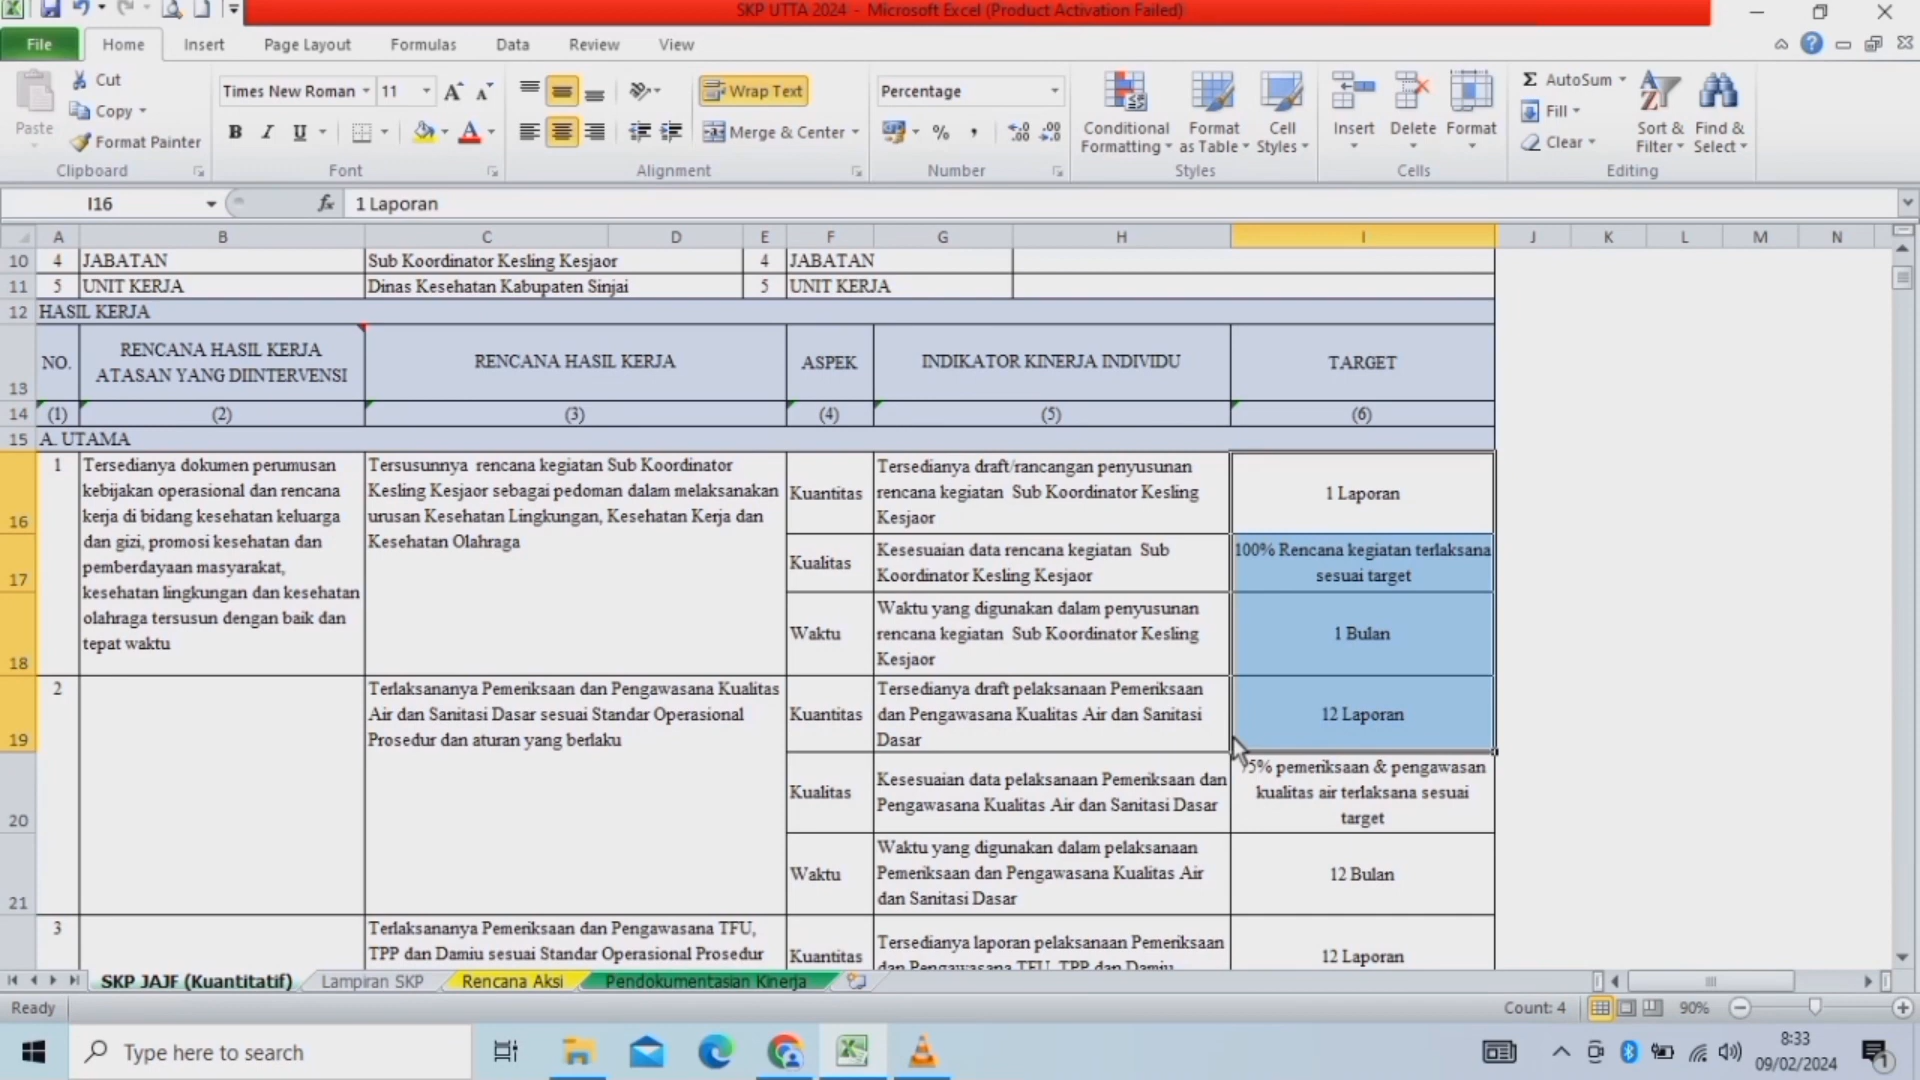 SKP UTTA 2024 - Microsoft Excel (Product Activation Failed)
File Home Insert Page Layout Formulas Data Review View
Cut
Copy
Format Painter
Paste
Clipboard
Times New Roman 11
B I U A
Font
Wrap Text
Merge & Center
Alignment
Percentage
%
Number
Conditional Formatting
Format as Table
Cell Styles
Styles
Insert Delete Format
Cells
Σ AutoSum
Fill
Clear
Sort & Filter
Find & Select
Editing
I16 fx 1 Laporan
A B C D E F G H I J K L M N
10 4 JABATAN Sub Koordinator Kesling Kesjaor 4 JABATAN
11 5 UNIT KERJA Dinas Kesehatan Kabupaten Sinjai 5 UNIT KERJA
12 HASIL KERJA
13 NO.
RENCANA HASIL KERJA
ATASAN YANG DIINTERVENSI
RENCANA HASIL KERJA
ASPEK
INDIKATOR KINERJA INDIVIDU
TARGET
14 (1) (2) (3) (4) (5) (6)
15 A. UTAMA
16 1
Tersedianya dokumen perumusan
kebijakan operasional dan rencana
kerja di bidang kesehatan keluarga
dan gizi, promosi kesehatan dan
pemberdayaan masyarakat,
kesehatan lingkungan dan kesehatan
olahraga tersusun dengan baik dan
tepat waktu
Tersusunnya rencana kegiatan Sub Koordinator
Kesling Kesjaor sebagai pedoman dalam melaksanakan
urusan Kesehatan Lingkungan, Kesehatan Kerja dan
Kesehatan Olahraga
Kuantitas
Tersedianya draft/rancangan penyusunan
rencana kegiatan Sub Koordinator Kesling
Kesjaor
1 Laporan
17
Kualitas
Kesesuaian data rencana kegiatan Sub
Koordinator Kesling Kesjaor
100% Rencana kegiatan terlaksana
sesuai target
18
Waktu
Waktu yang digunakan dalam penyusunan
rencana kegiatan Sub Koordinator Kesling
Kesjaor
1 Bulan
19 2
Terlaksananya Pemeriksaan dan Pengawasana Kualitas
Air dan Sanitasi Dasar sesuai Standar Operasional
Prosedur dan aturan yang berlaku
Kuantitas
Tersedianya draft pelaksanaan Pemeriksaan
dan Pengawasana Kualitas Air dan Sanitasi
Dasar
12 Laporan
20
Kualitas
Kesesuaian data pelaksanaan Pemeriksaan dan
Pengawasana Kualitas Air dan Sanitasi Dasar
pemeriksaan & pengawasan
kualitas air terlaksana sesuai
target
21
Waktu
Waktu yang digunakan dalam pelaksanaan
Pemeriksaan dan Pengawasana Kualitas Air
dan Sanitasi Dasar
12 Bulan
3
Terlaksananya Pemeriksaan dan Pengawasana TFU,
TPP dan Damiu sesuai Standar Operasional Prosedur
Kuantitas
Tersedianya laporan pelaksanaan Pemeriksaan
dan Pengawasana TFU, TPP dan Damiu
12 Laporan
SKP JAJF (Kuantitatif) Lampiran SKP Rencana Aksi Pendokumentasian Kinerja
Ready Count: 4 90%
Type here to search
8:33
09/02/2024
1